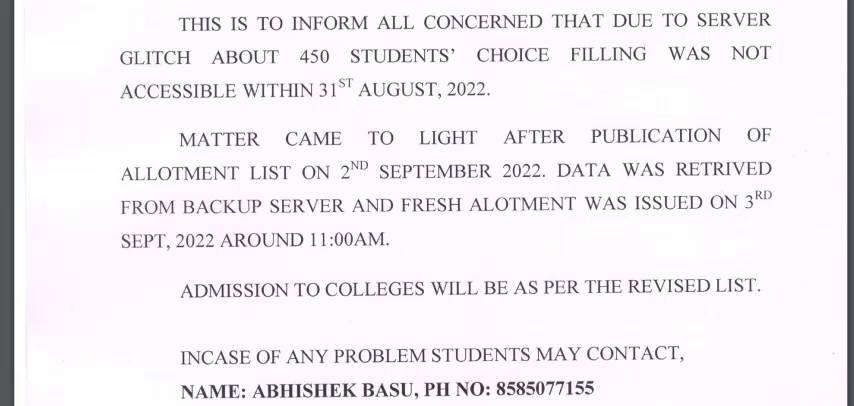 THIS IS TO INFORM ALL CONCERNED THAT DUE TO SERVER
GLITCH ABOUT 450 STUDENTS’ CHOICE FILLING WAS NOT
ACCESSIBLE WITHIN 31ST AUGUST, 2022.
MATTER CAME TO LIGHT AFTER PUBLICATION OF
ALLOTMENT LIST ON 2ND SEPTEMBER 2022. DATA WAS RETRIVED
FROM BACKUP SERVER AND FRESH ALOTMENT WAS ISSUED ON 3RD
SEPT, 2022 AROUND 11:00AM.
ADMISSION TO COLLEGES WILL BE AS PER THE REVISED LIST.
INCASE OF ANY PROBLEM STUDENTS MAY CONTACT,
NAME: ABHISHEK BASU, PH NO: 8585077155